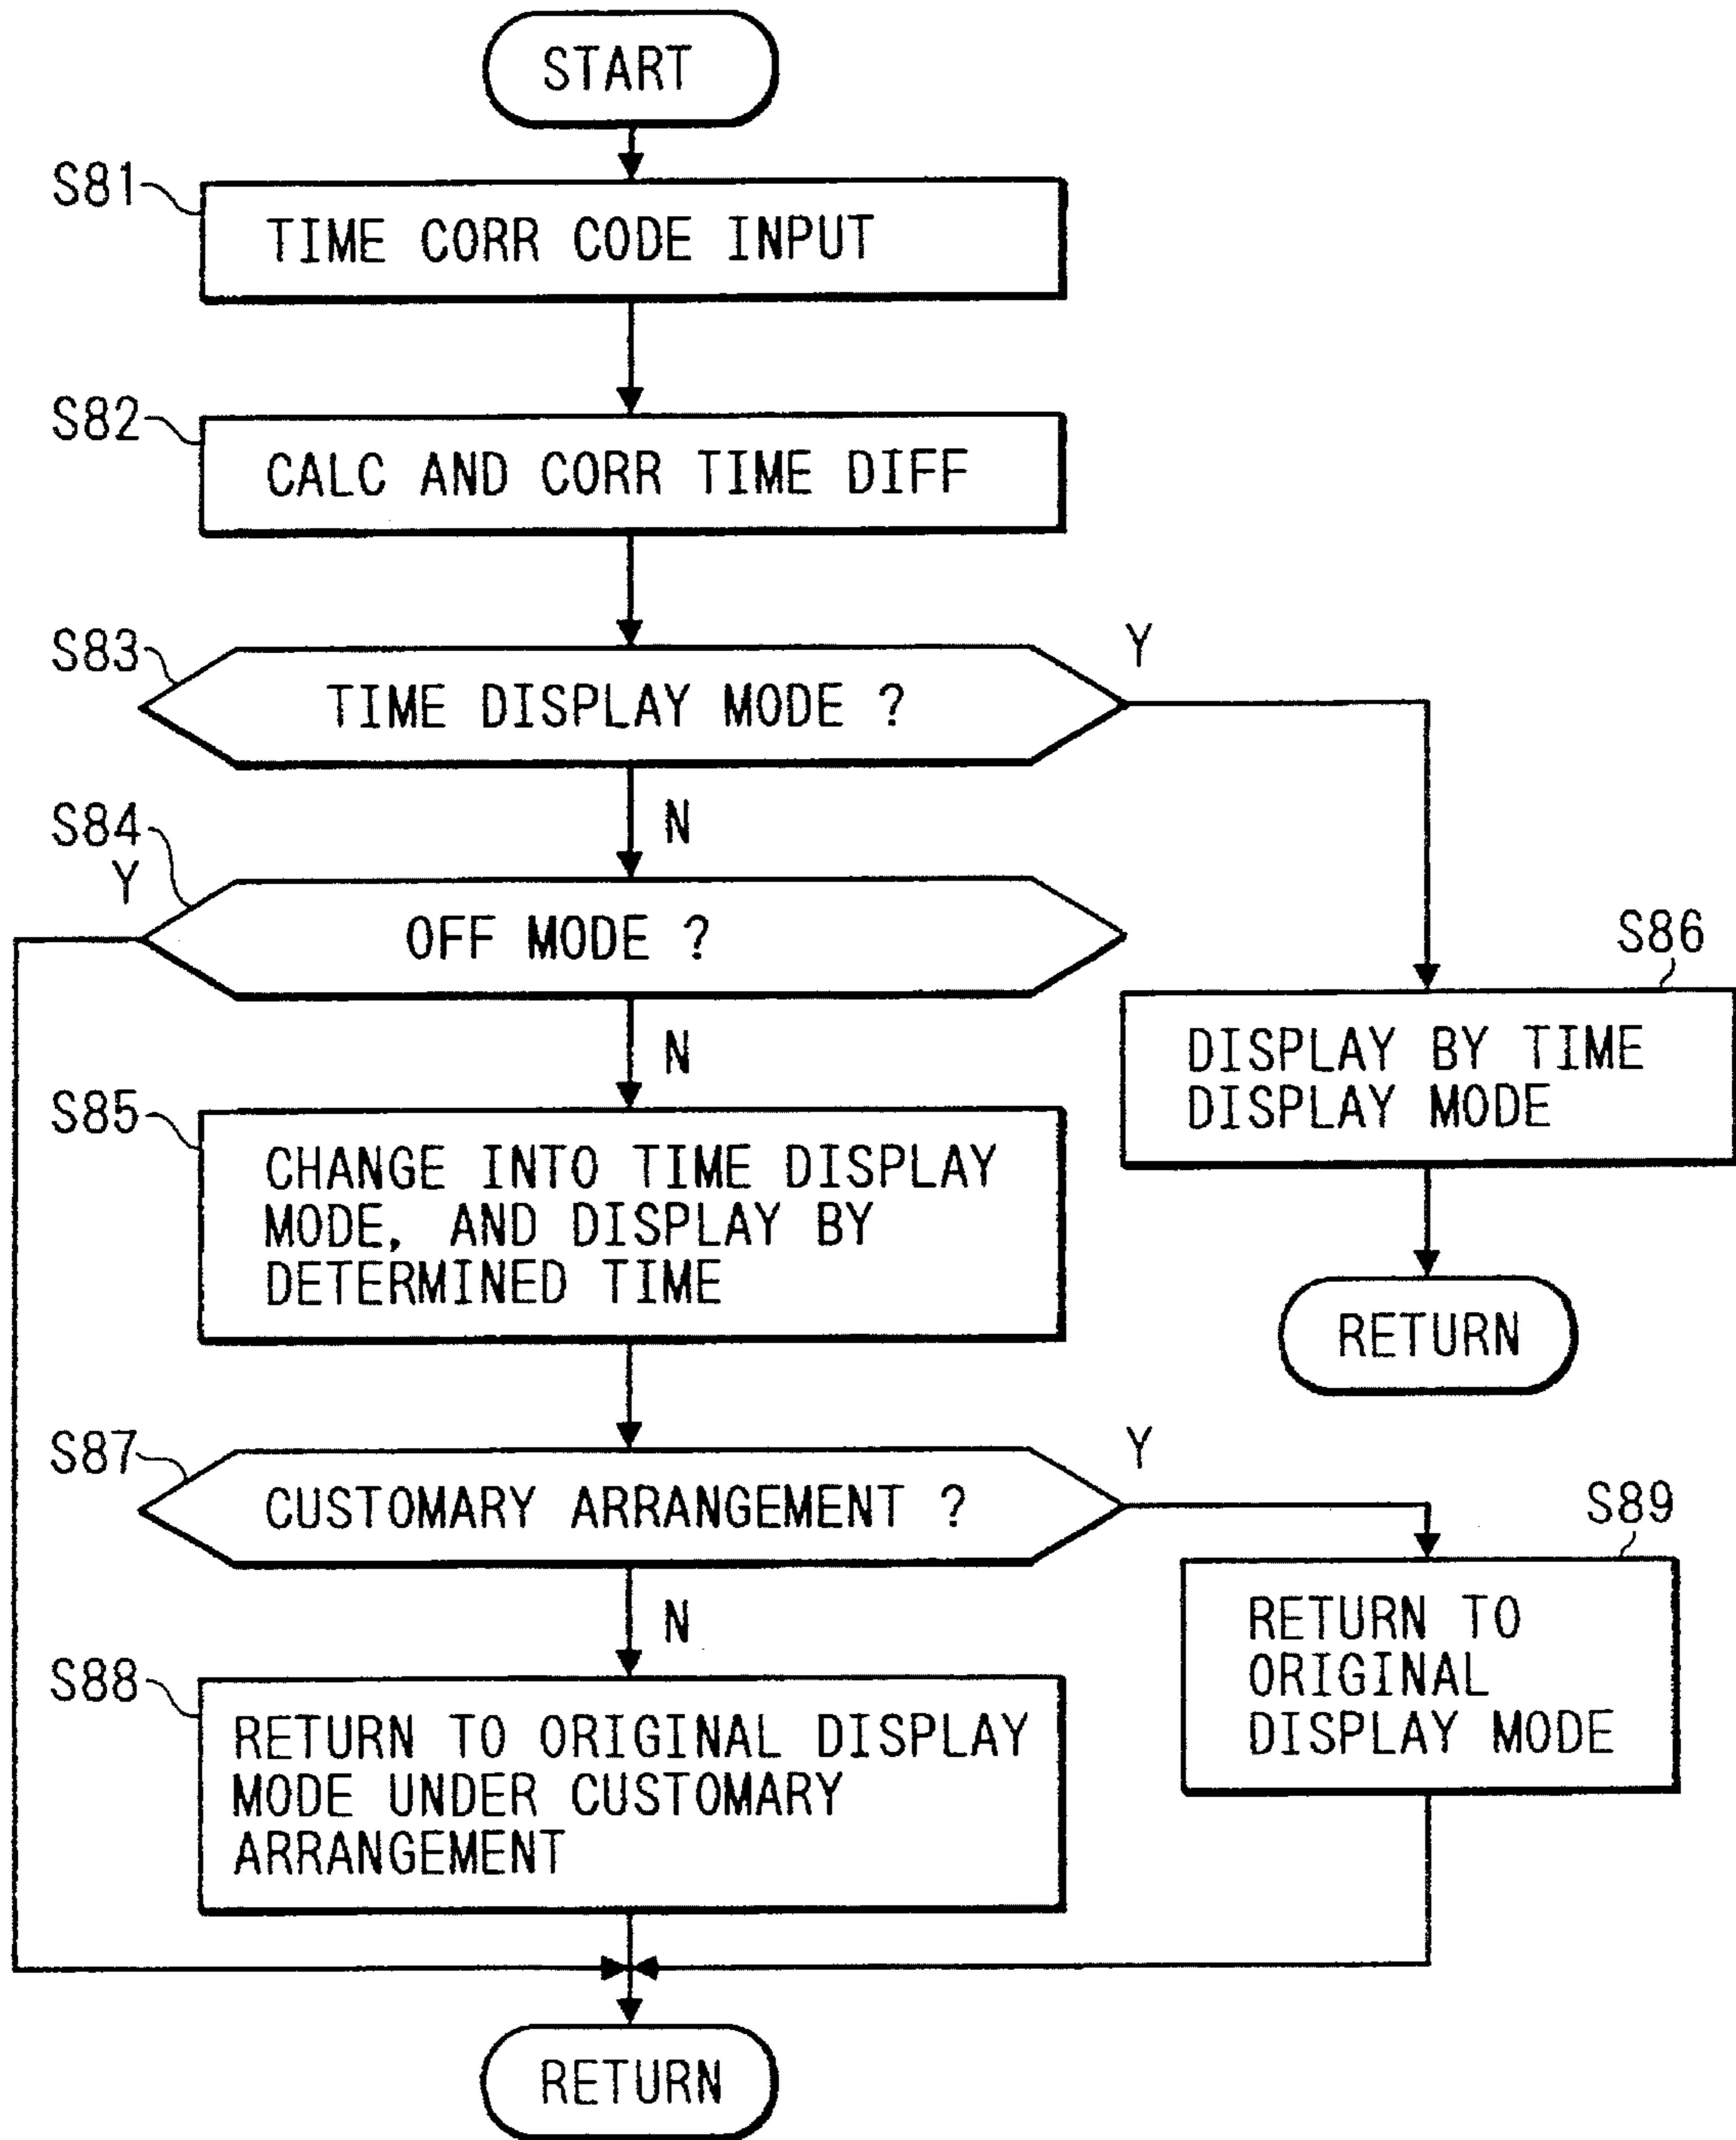 START
S81
TIME CORR CODE INPUT
S82
CALC AND CORR TIME DIFF
S83
TIME DISPLAY MODE ?
Y
N
S84
Y
OFF MODE ?
N
S86
DISPLAY BY TIME
DISPLAY MODE
RETURN
S85
CHANGE INTO TIME DISPLAY
MODE, AND DISPLAY BY
DETERMINED TIME
S87
CUSTOMARY ARRANGEMENT ?
Y
N
S89
RETURN TO
ORIGINAL
DISPLAY MODE
S88
RETURN TO ORIGINAL DISPLAY
MODE UNDER CUSTOMARY
ARRANGEMENT
RETURN